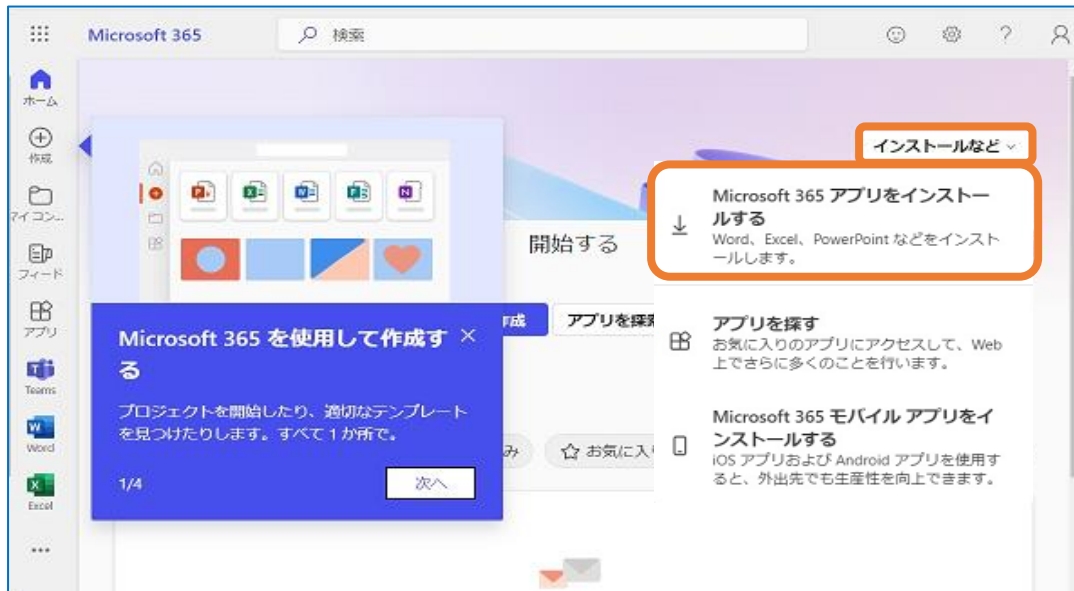 Microsoft 365
検索
ホーム
作成
マイ コン...
フィード
アプリ
Teams
Word
Excel
インストールなど
Microsoft 365 アプリをインストー
ルする
Word、Excel、PowerPoint などをインスト
ールします。
開始する
作成
アプリを探索
アプリを探す
お気に入りのアプリにアクセスして、Web
上でさらに多くのことを行います。
Microsoft 365 モバイル アプリをイ
ンストールする
iOS アプリおよび Android アプリを使用す
ると、外出先でも生産性を向上できます。
Microsoft 365 を使用して作成す
る
プロジェクトを開始したり、適切なテンプレート
を見つけたりします。すべて 1 か所で。
1/4
次へ
み
お気に入